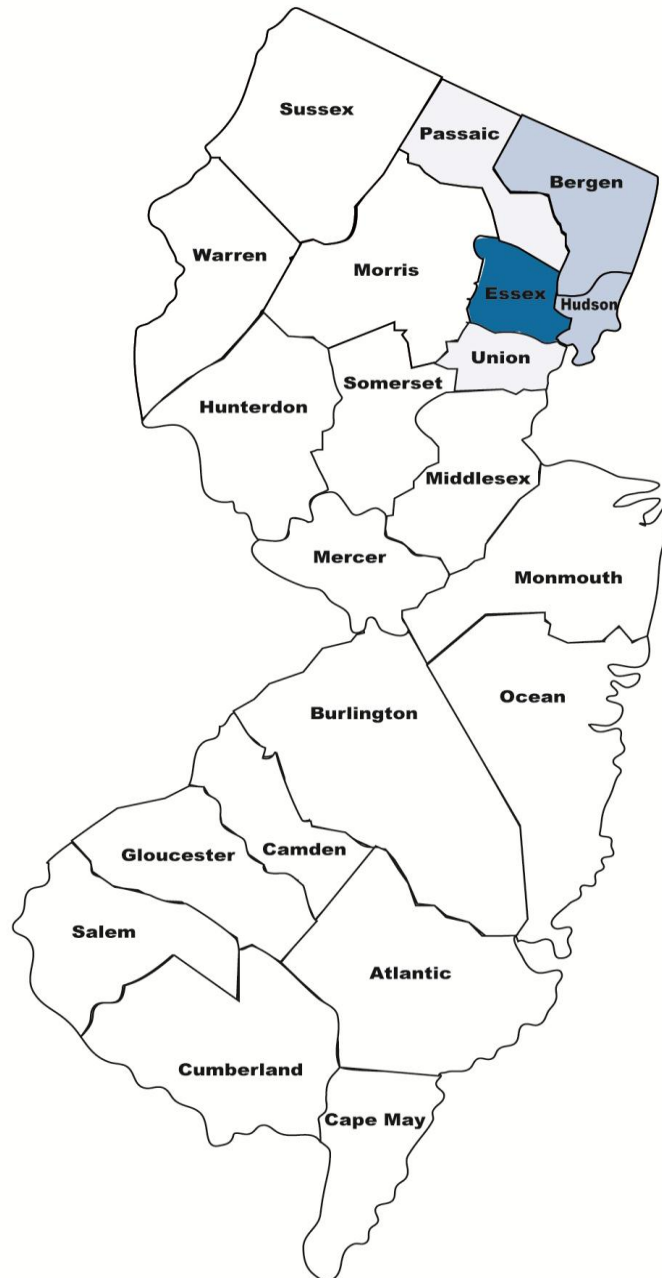 Sussex
Passaic
Bergen
Warren
Morris
Essex
Hudson
Union
Somerset
Hunterdon
Middlesex
Mercer
Monmouth
Ocean
Burlington
Camden
Gloucester
Salem
Atlantic
Cumberland
Cape May